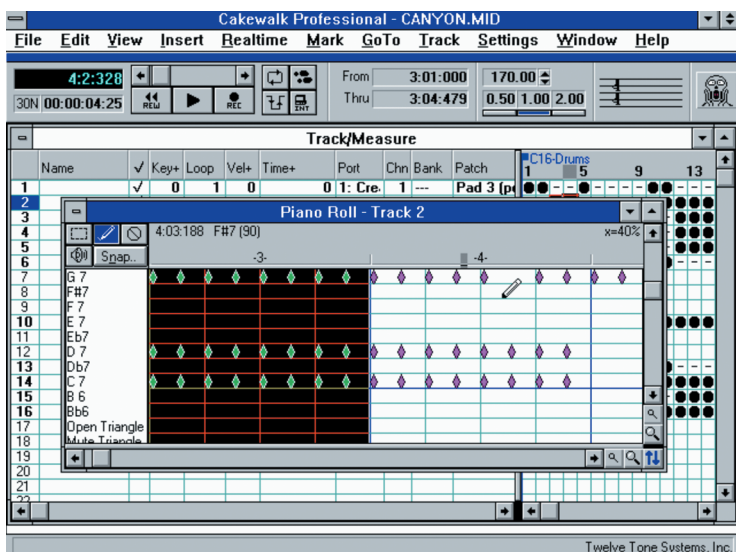 Cakewalk Professional - CANYON.MID
File Edit View Insert Realtime Mark GoTo Track Settings Window Help
4:2:328
From 3:01:000 170.00
30N 00:00:04:25 REW REC INT Thru 3:04:479 0.50 1.00 2.00
Track/Measure
C16-Drums
Name √ Key+ Loop Vel+ Time+ Port Chn Bank Patch 1 5 9 13
1 √ 0 1 0 0 1: Cre. 1 --- Pad 3 (po
2 Piano Roll - Track 2
3
4 4:03:188 F#7 (90) x=40%
5
6 Snap.. -3- -4-
7 G 7
8 F#7
9 F 7
10 E 7
11 Eb7
12 D 7
13 Db7
14 C 7
15 B 6
16 Bb6
17 Open Triangle
18 Mute Triangle
19
20
21
22
Twelve Tone Systems, Inc.